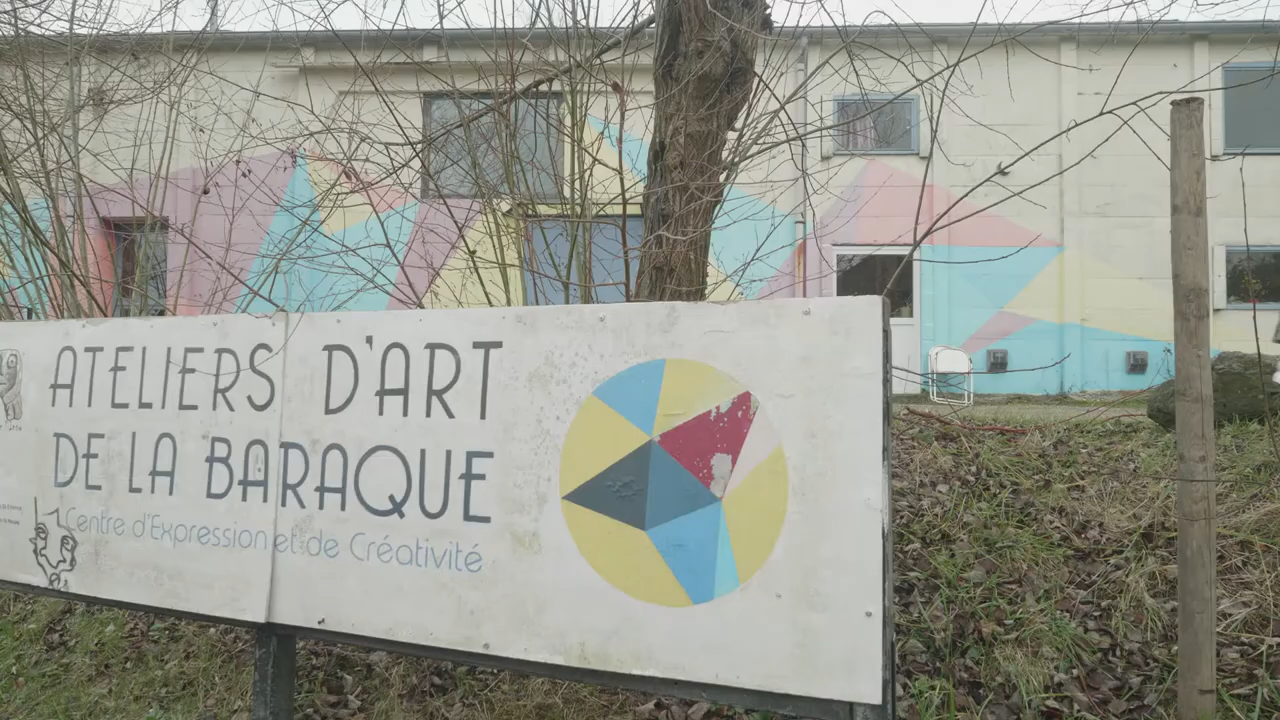 ATELIERS D'ART
DE LA BARAQUE
Centre d'Expression et de Créativité